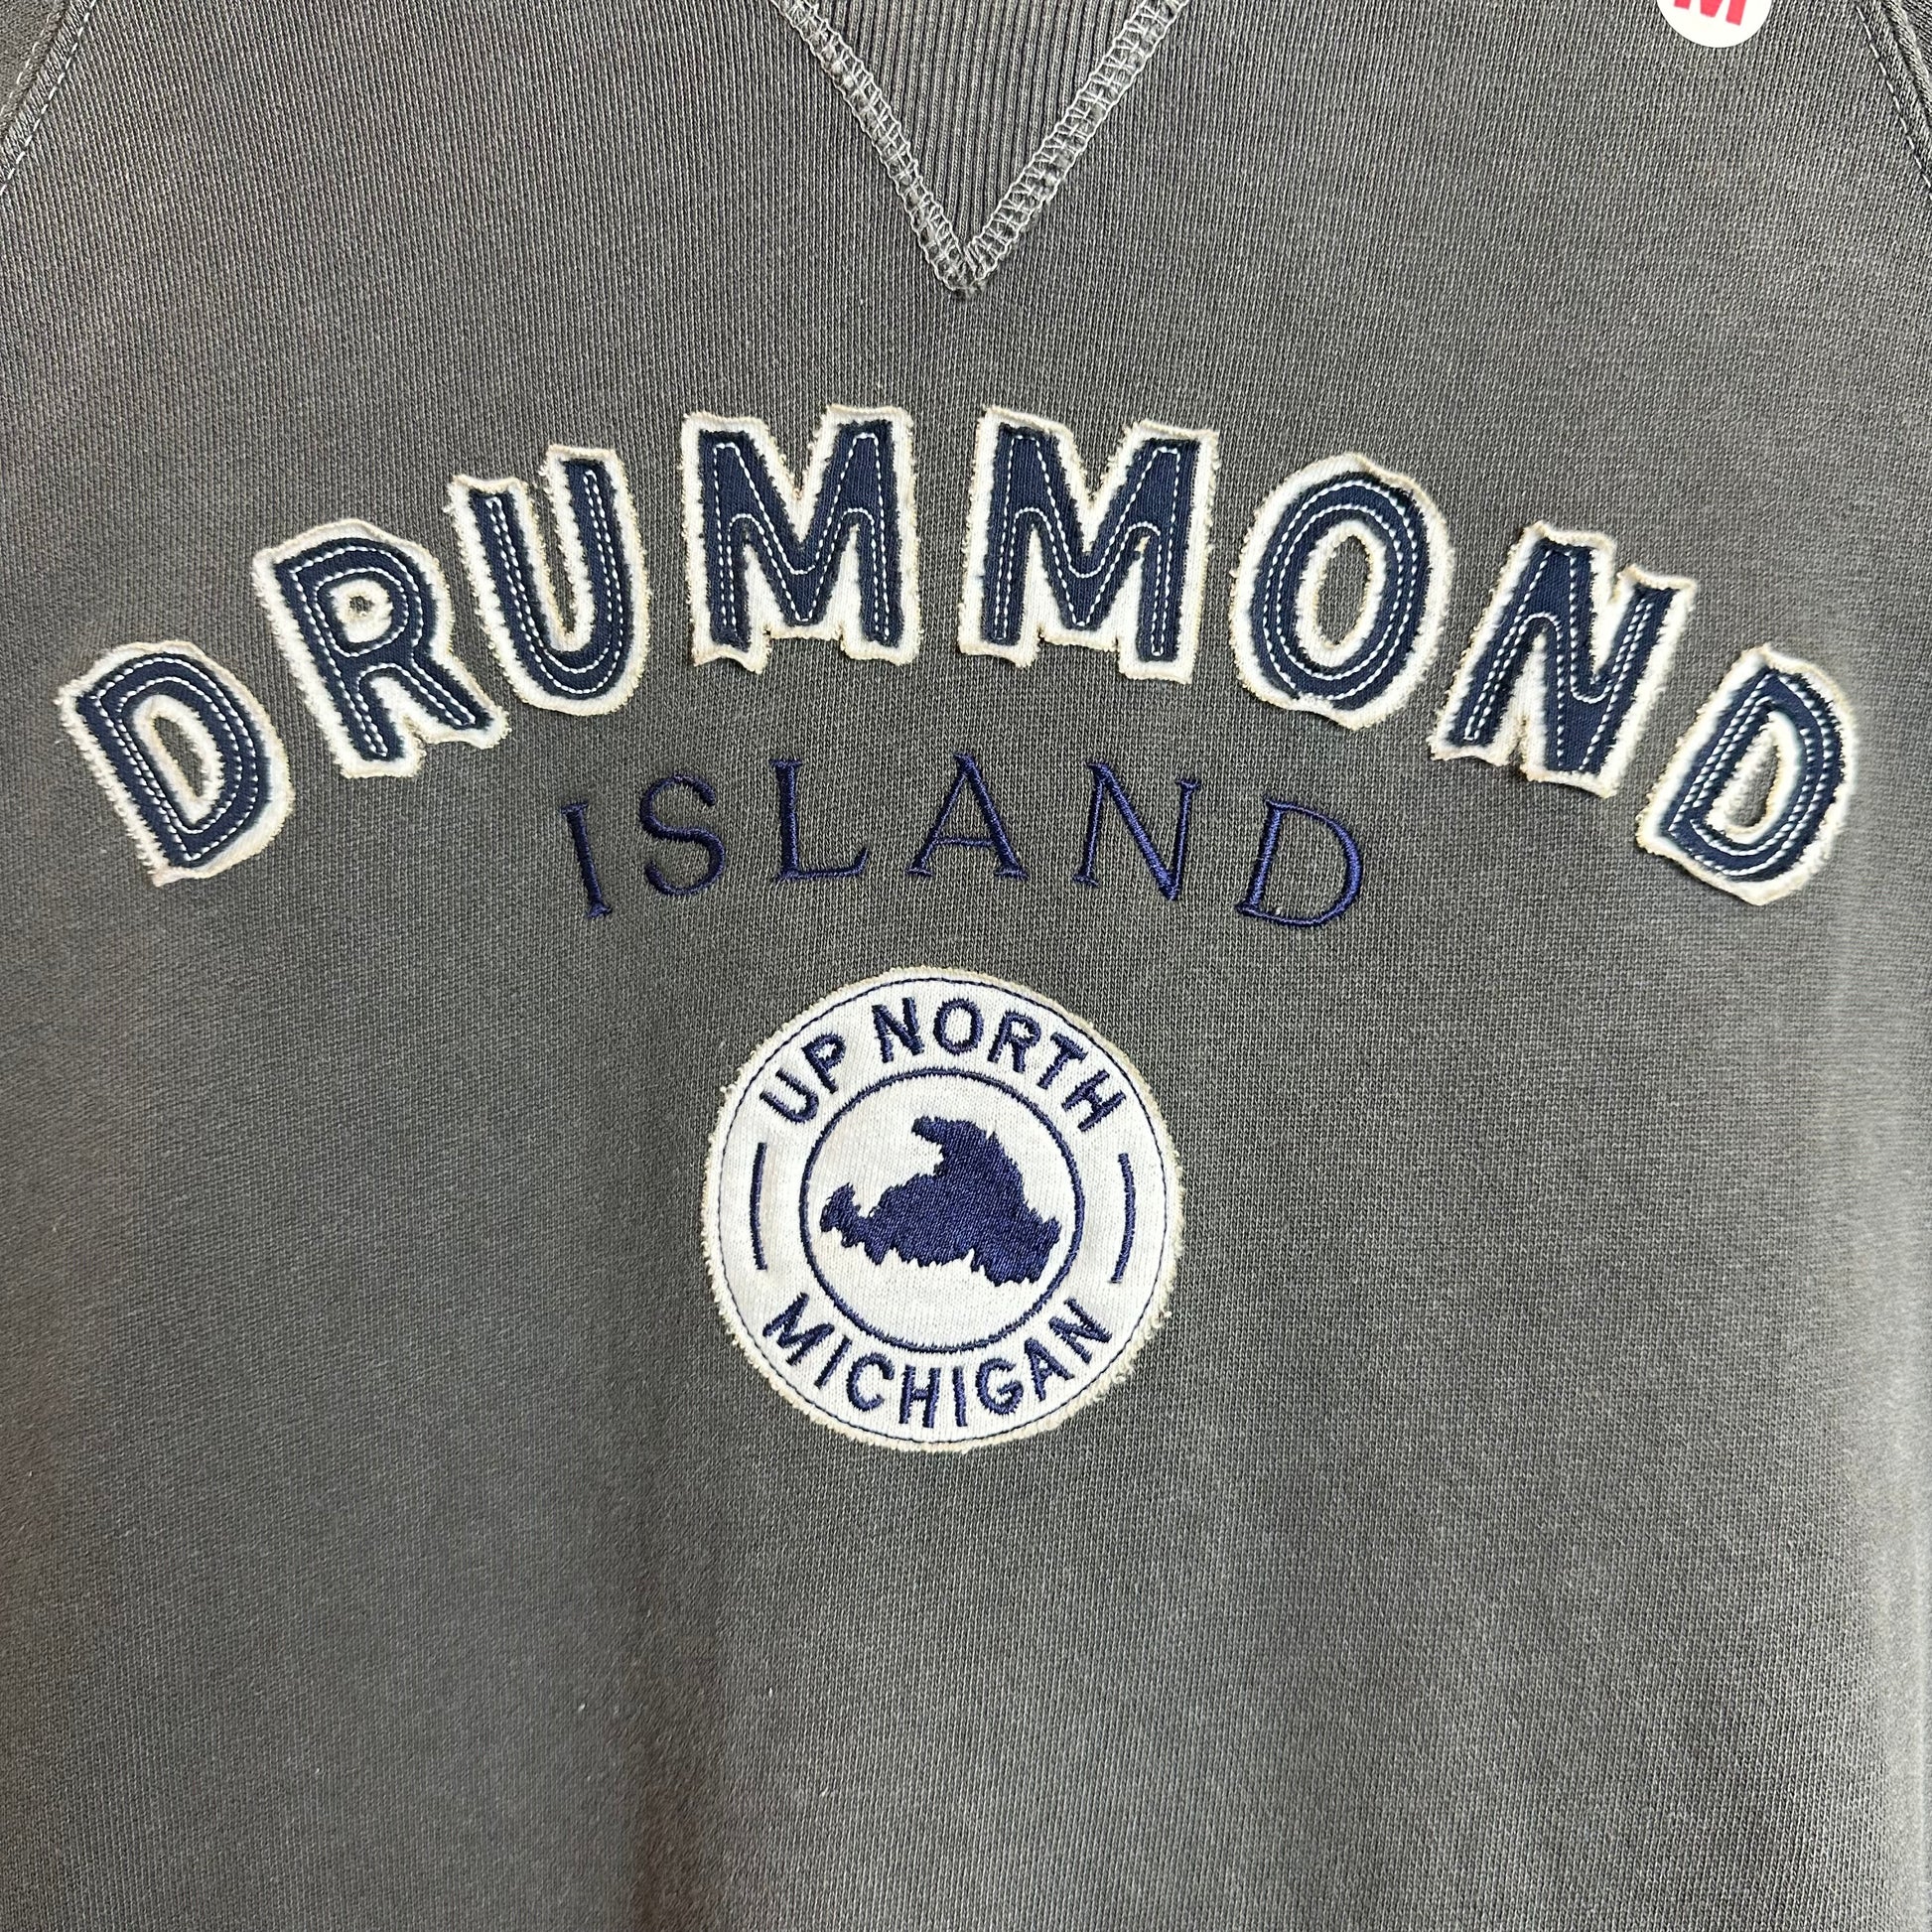 M
DRUMMOND
ISLAND
UP NORTH
MICHIGAN